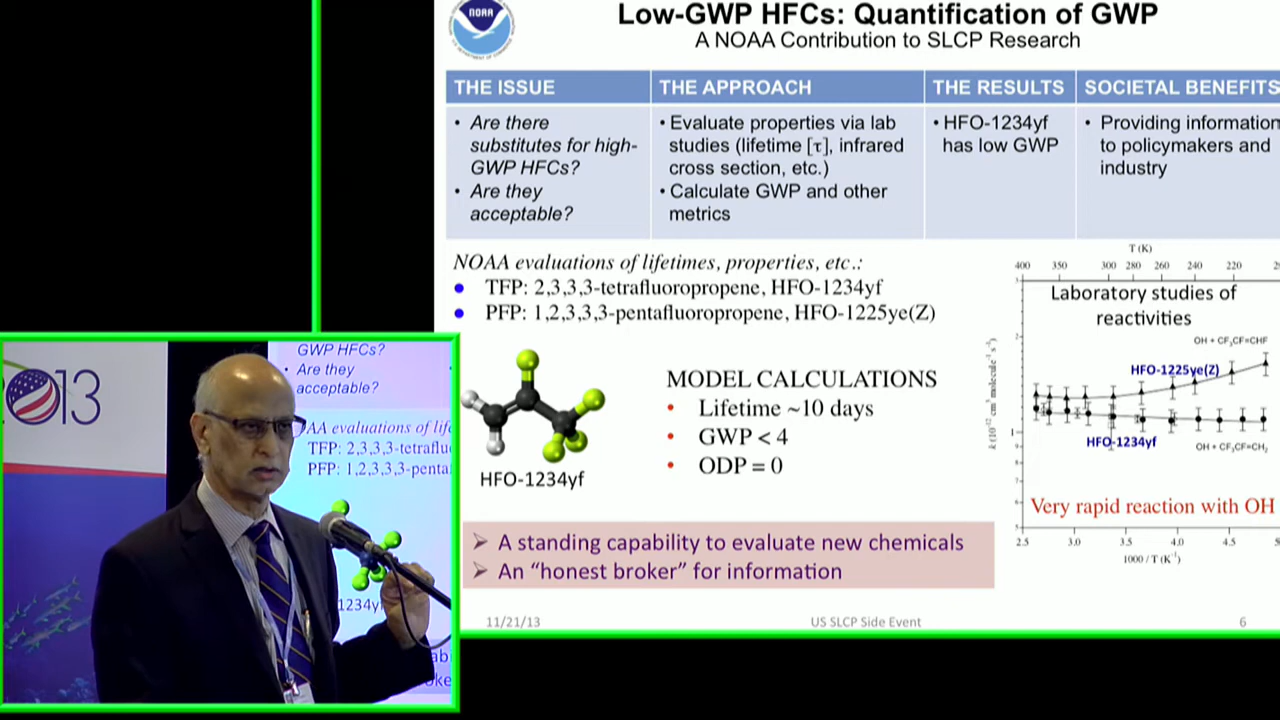 NOAA
Low-GWP HFCs: Quantification of GWP
A NOAA Contribution to SLCP Research
THE ISSUE
THE APPROACH
THE RESULTS
SOCIETAL BENEFITS
• Are there
substitutes for high-
GWP HFCs?
• Are they
acceptable?
• Evaluate properties via lab
studies (lifetime [τ], infrared
cross section, etc.)
• Calculate GWP and other
metrics
• HFO-1234yf
has low GWP
• Providing information
to policymakers and
industry
NOAA evaluations of lifetimes, properties, etc.:
• TFP: 2,3,3,3-tetrafluoropropene, HFO-1234yf
• PFP: 1,2,3,3,3-pentafluoropropene, HFO-1225ye(Z)
HFO-1234yf
MODEL CALCULATIONS
• Lifetime ~10 days
• GWP < 4
• ODP = 0
T (K)
400 350 300 280 260 240 220
Laboratory studies of
reactivities
OH + CF₃CF=CHF
HFO-1225ye(Z)
HFO-1234yf
OH + CF₃CF=CH₂
Very rapid reaction with OH
k (10⁻¹² cm³ molecule⁻¹ s⁻¹)
2.5 3.0 3.5 4.0 4.5
1000 / T (K⁻¹)
➢ A standing capability to evaluate new chemicals
➢ An “honest broker” for information
11/21/13
US SLCP Side Event
6
GWP HFCs?
• Are they
acceptable?
AA evaluations of life
TFP: 2,3,3,3-tetrafluo
PFP: 1,2,3,3,3-penta
1234yf
013